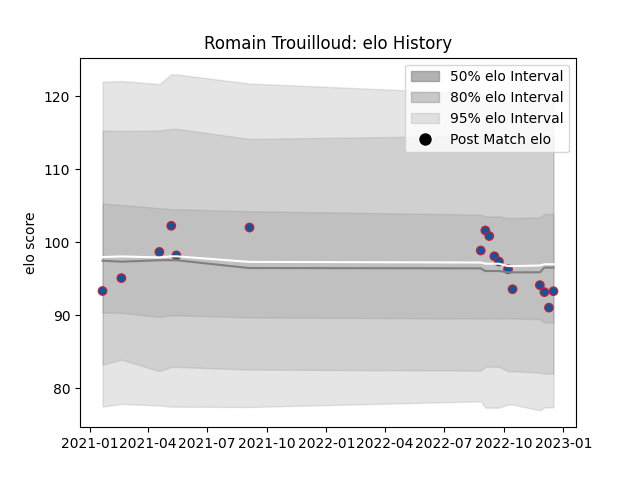 Romain Trouilloud: elo History
50% elo Interval
80% elo Interval
95% elo Interval
Post Match elo
elo score
120
110
100
90
80
2021-01 2021-04 2021-07 2021-10 2022-01 2022-04 2022-07 2022-10 2023-01